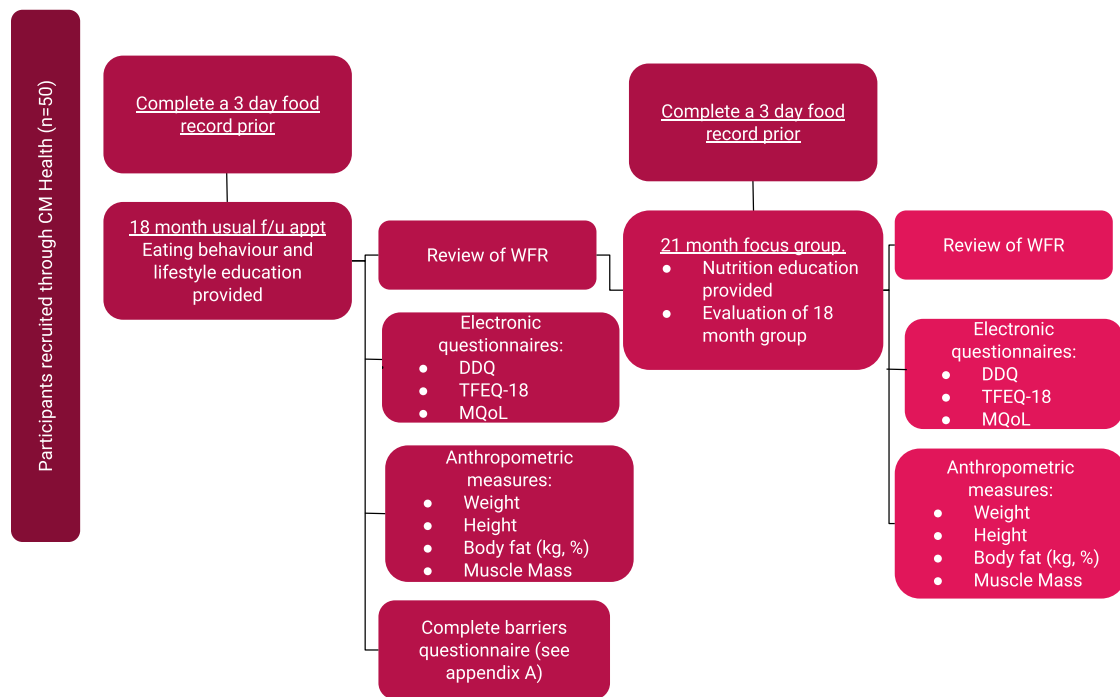 Participants recruited through CM Health (n=50)
Complete a 3 day food
record prior
18 month usual f/u appt
Eating behaviour and
lifestyle education
provided
Review of WFR
Electronic
questionnaires:
● DDQ
● TFEQ-18
● MQoL
Anthropometric
measures:
● Weight
● Height
● Body fat (kg, %)
● Muscle Mass
Complete barriers
questionnaire (see
appendix A)
Complete a 3 day food
record prior
21 month focus group.
● Nutrition education
provided
● Evaluation of 18
month group
Review of WFR
Electronic
questionnaires:
● DDQ
● TFEQ-18
● MQoL
Anthropometric
measures:
● Weight
● Height
● Body fat (kg, %)
● Muscle Mass